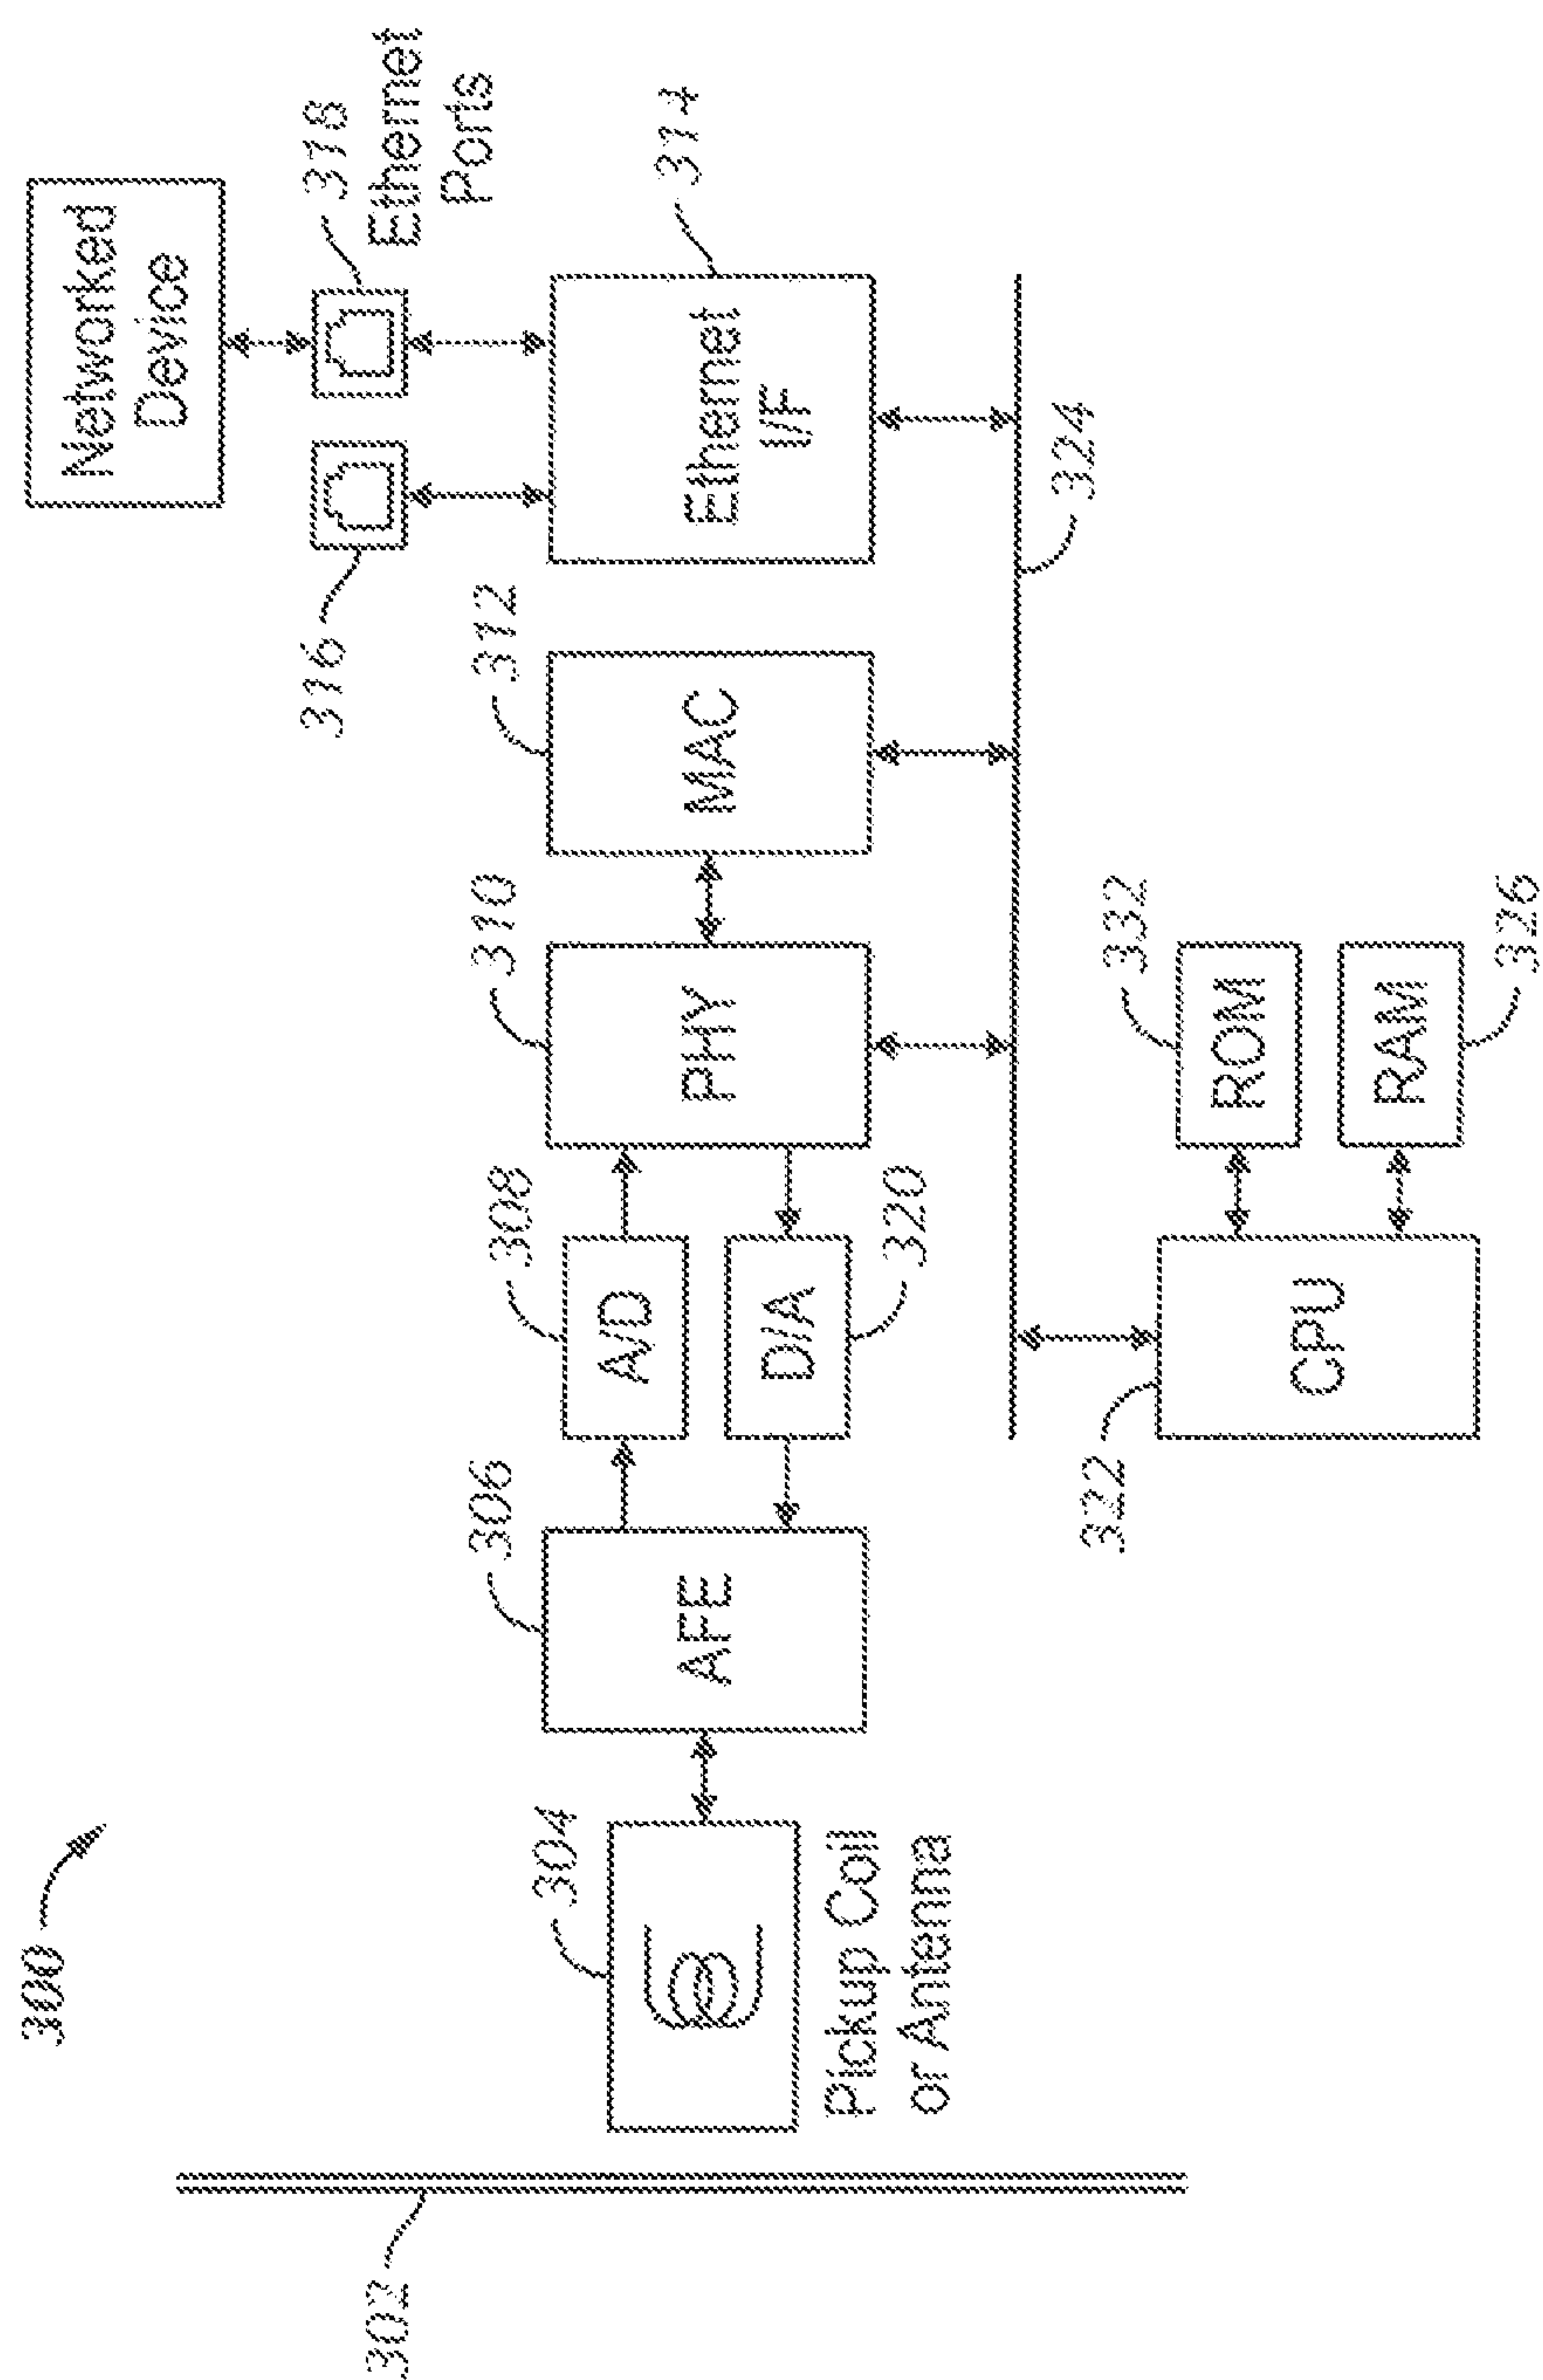 300
Networked
Device
316
318
Ethernet
Ports
304
306
308
310
312
314
AFE
A/D
PHY
MAC
Ethernet
I/F
D/A
302
Pickup Coil
or Antenna
320
324
322
332
CPU
ROM
RAM
326